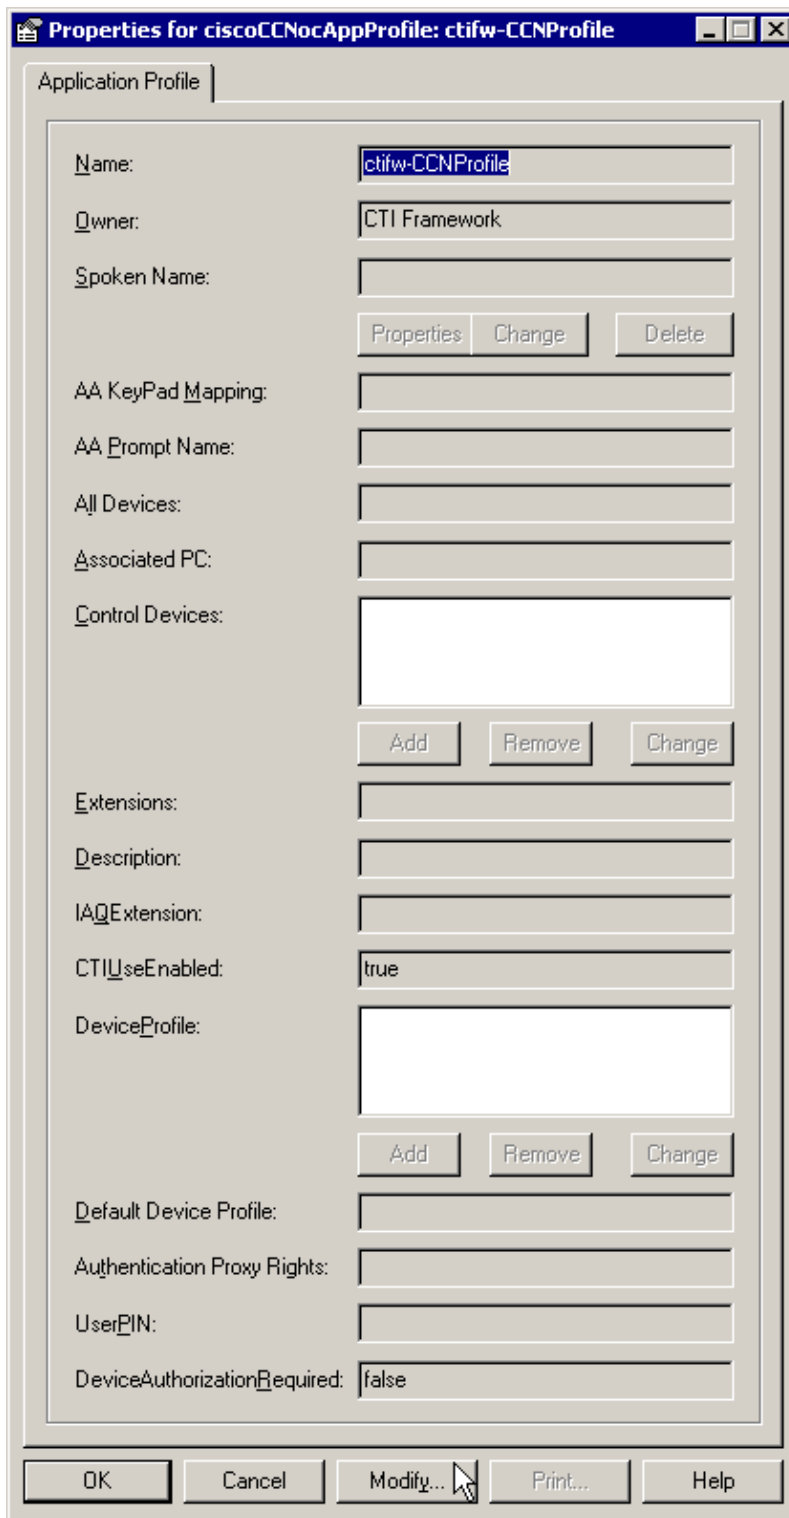 Properties for ciscoCCNocAppProfile: ctifw-CCNProfile
Application Profile
Name: ctifw-CCNProfile
Owner: CTI Framework
Spoken Name:
Properties Change Delete
AA KeyPad Mapping:
AA Prompt Name:
All Devices:
Associated PC:
Control Devices:
Add Remove Change
Extensions:
Description:
IAQExtension:
CTIUseEnabled: true
DeviceProfile:
Add Remove Change
Default Device Profile:
Authentication Proxy Rights:
UserPIN:
DeviceAuthorizationRequired: false
OK Cancel Modify... Print... Help